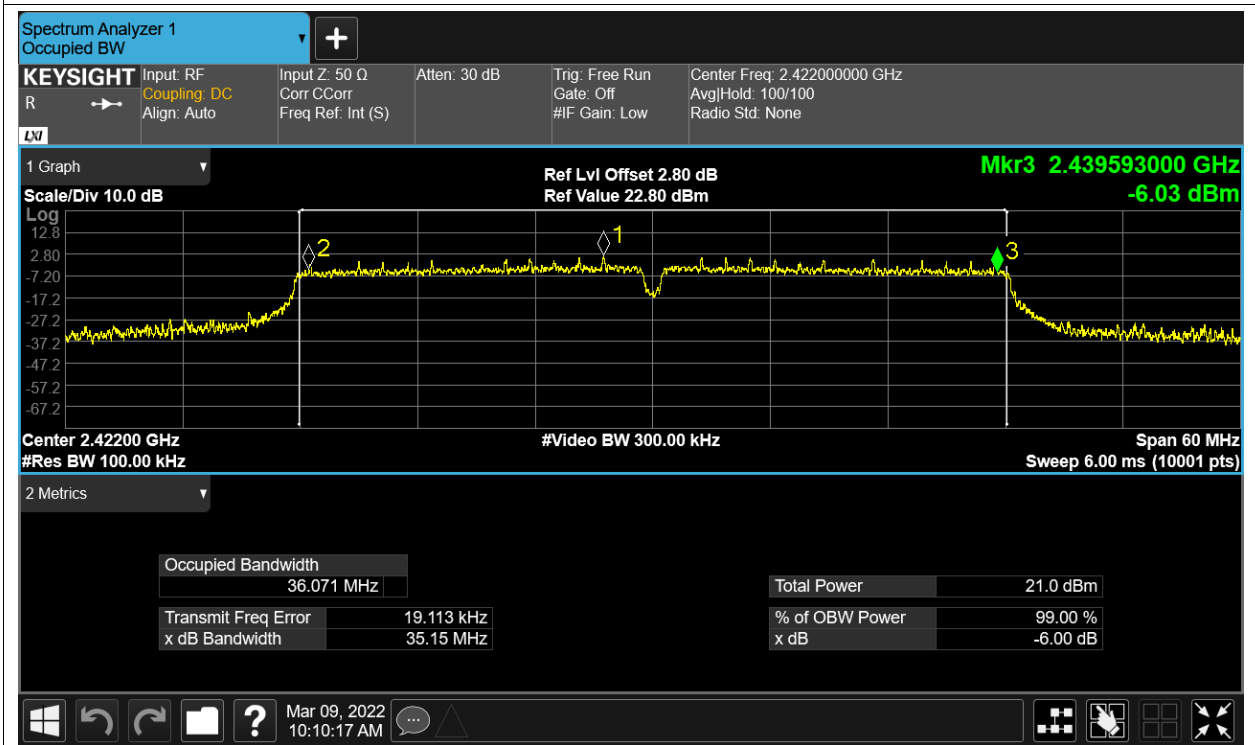 Spectrum Analyzer 1
Occupied BW
KEYSIGHT
R
LXI
Input: RF
Coupling: DC
Align: Auto
Input Z: 50 Ω
Corr CCorr
Freq Ref: Int (S)
Atten: 30 dB
Trig: Free Run
Gate: Off
#IF Gain: Low
Center Freq: 2.422000000 GHz
Avg|Hold: 100/100
Radio Std: None
1 Graph
Scale/Div 10.0 dB
Ref Lvl Offset 2.80 dB
Ref Value 22.80 dBm
Mkr3 2.439593000 GHz
-6.03 dBm
Log
12.8
2.80
-7.20
-17.2
-27.2
-37.2
-47.2
-57.2
-67.2
2
1
3
Center 2.42200 GHz
#Video BW 300.00 kHz
Span 60 MHz
#Res BW 100.00 kHz
Sweep 6.00 ms (10001 pts)
2 Metrics
Occupied Bandwidth
36.071 MHz
Transmit Freq Error 19.113 kHz
x dB Bandwidth 35.15 MHz
Total Power 21.0 dBm
% of OBW Power 99.00 %
x dB -6.00 dB
?
Mar 09, 2022
10:10:17 AM